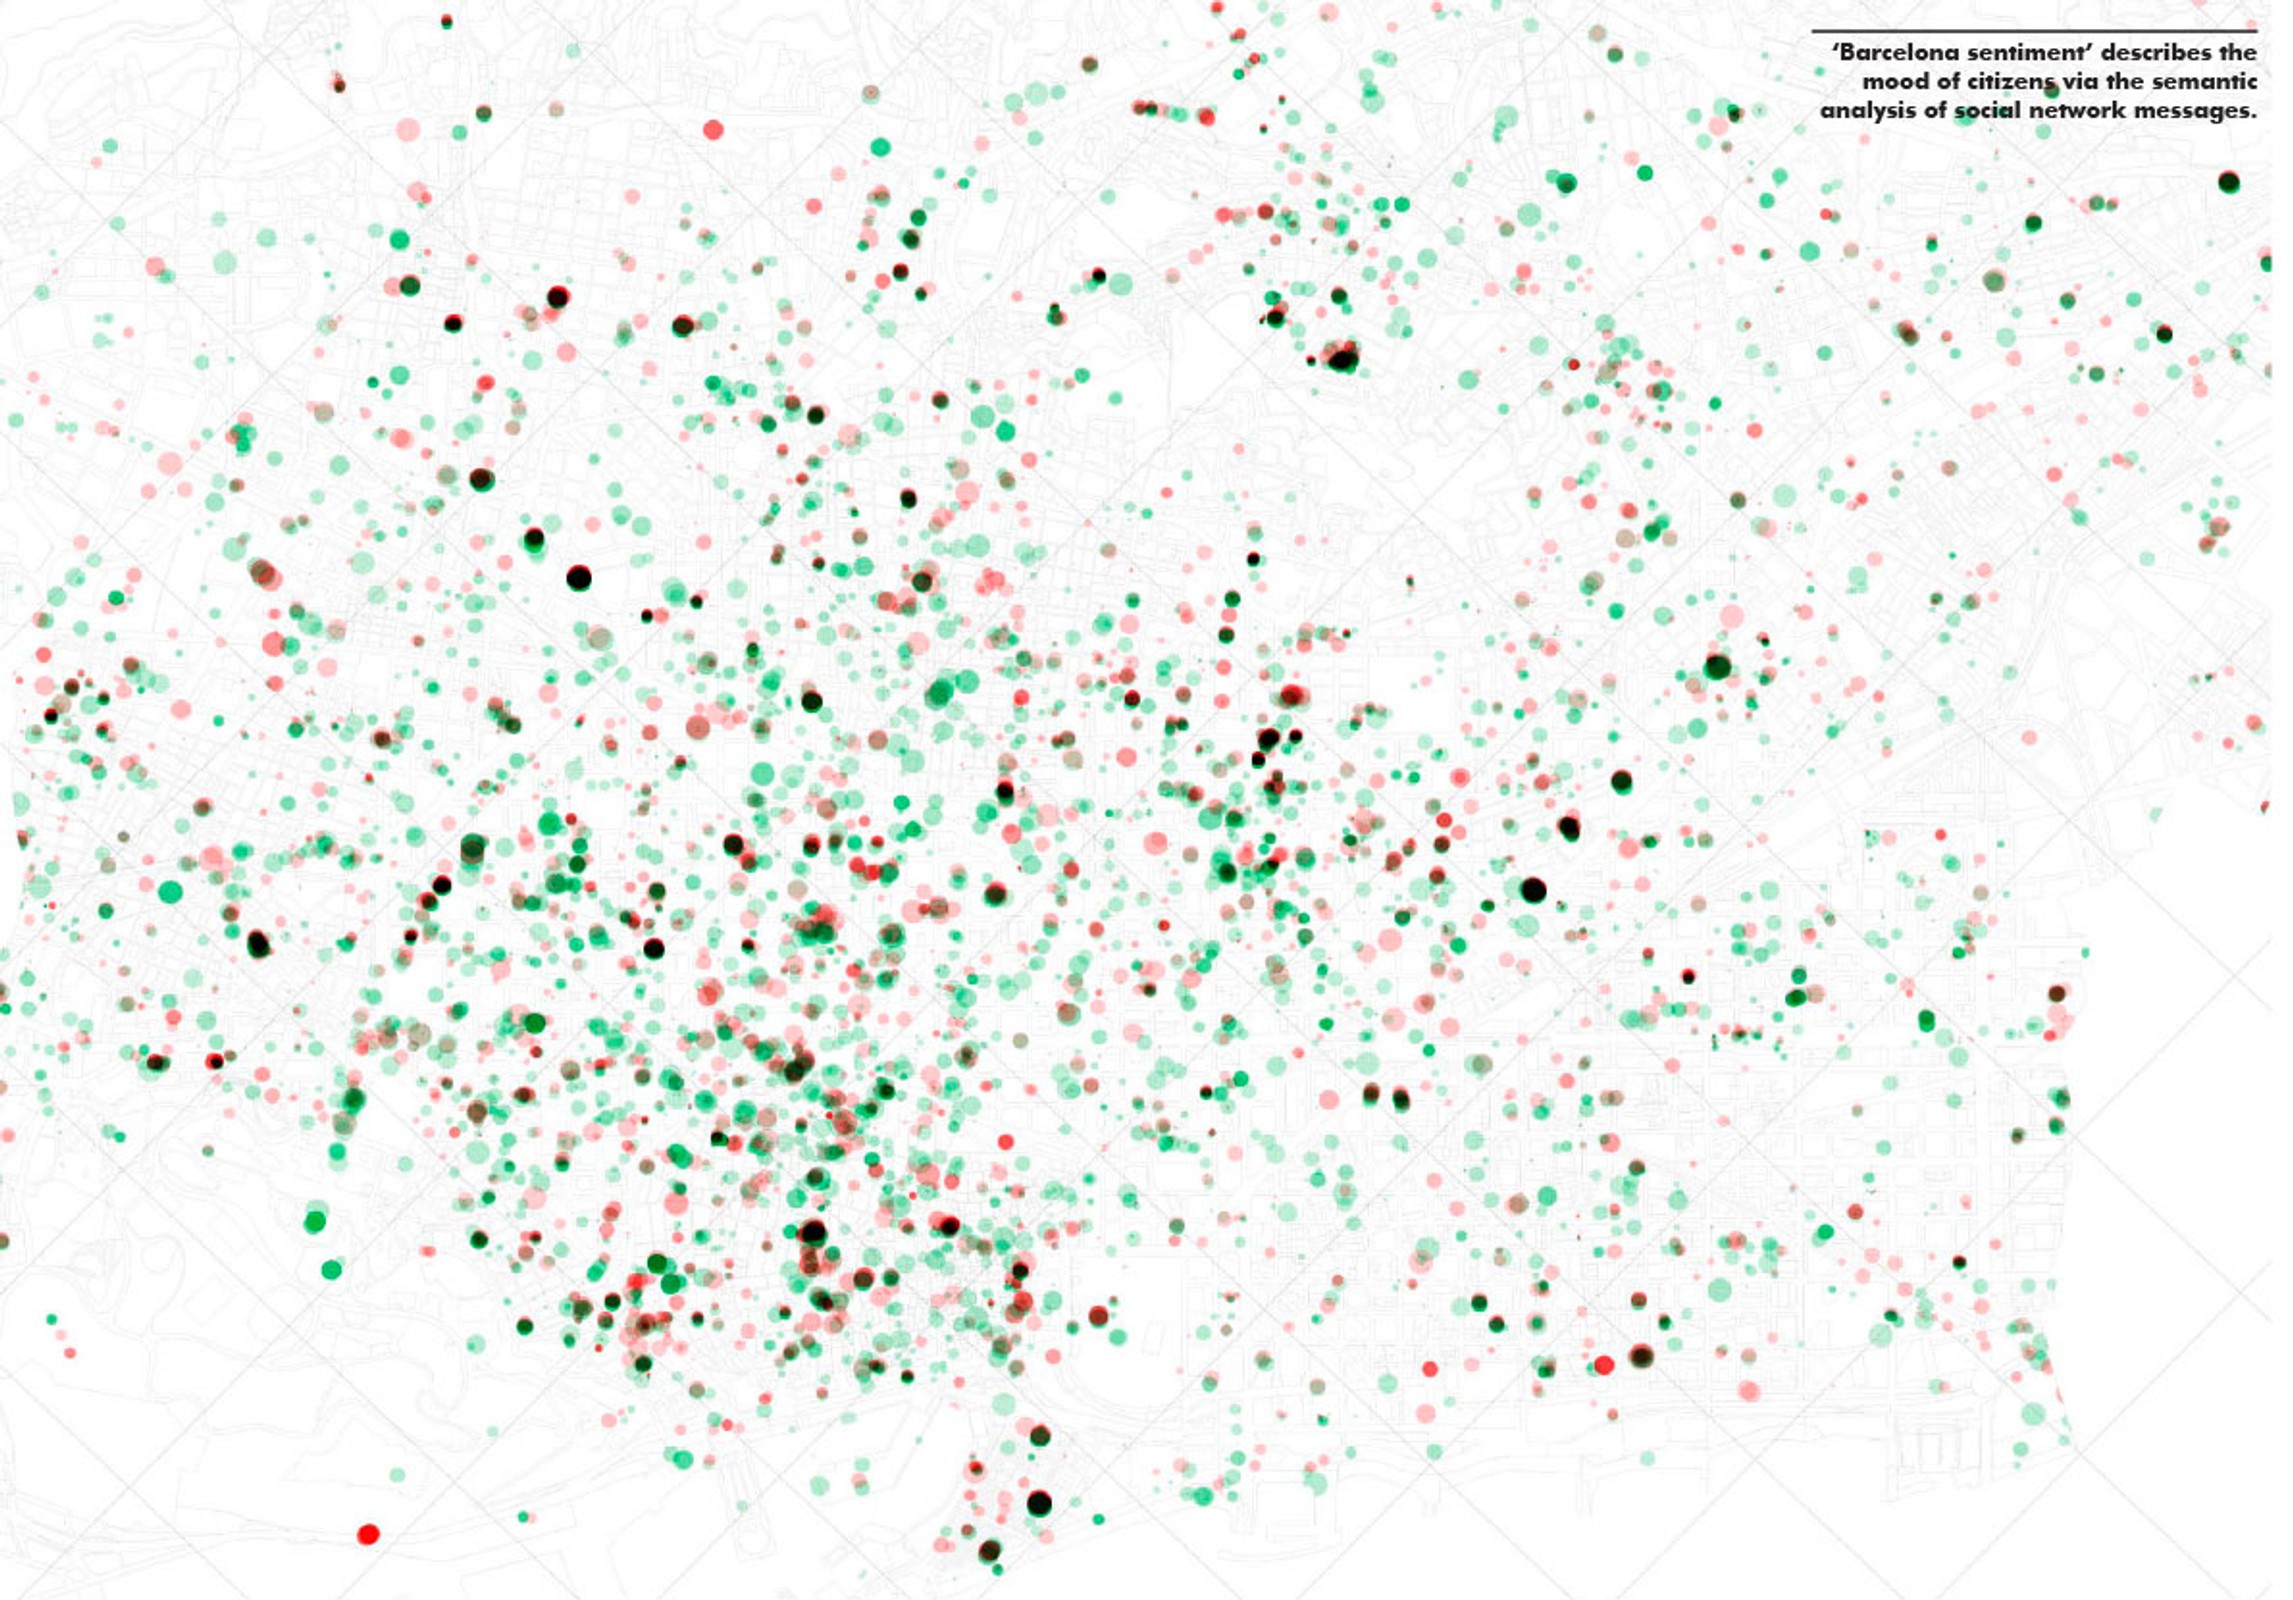 ‘Barcelona sentiment’ describes the
mood of citizens via the semantic
analysis of social network messages.